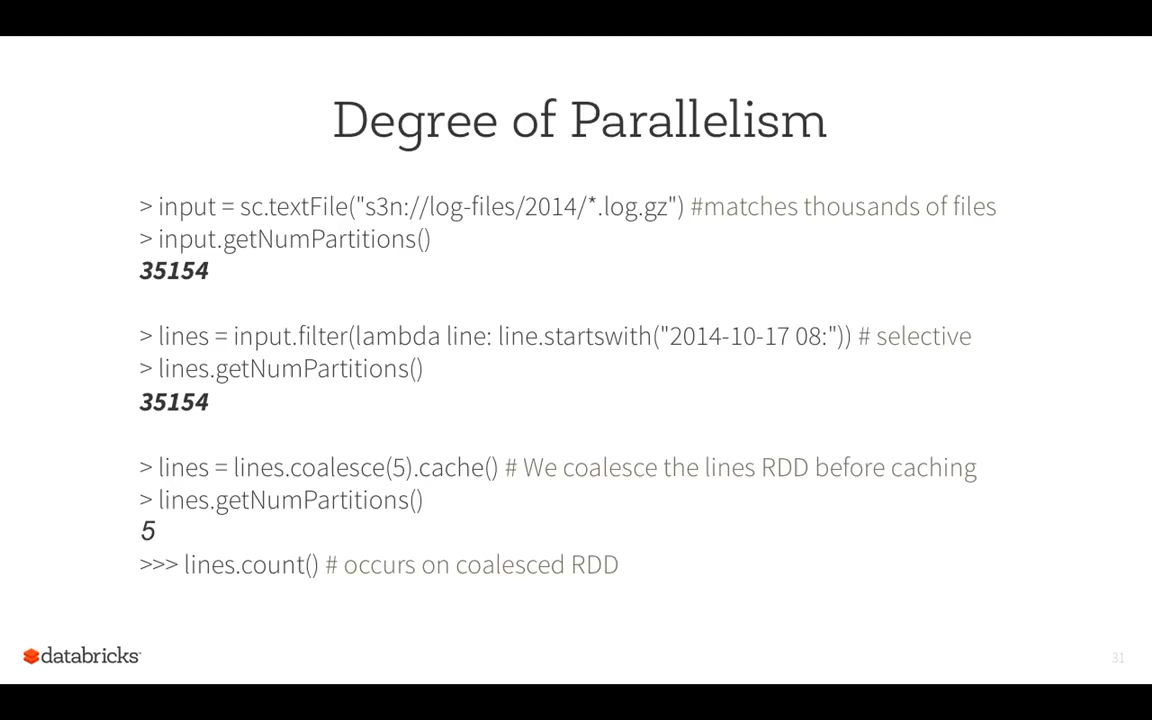 Degree of Parallelism
> input = sc.textFile("s3n://log-files/2014/*.log.gz") #matches thousands of files
> input.getNumPartitions()
35154
> lines = input.filter(lambda line: line.startswith("2014-10-17 08:")) # selective
> lines.getNumPartitions()
35154
> lines = lines.coalesce(5).cache() # We coalesce the lines RDD before caching
> lines.getNumPartitions()
5
>>> lines.count() # occurs on coalesced RDD
databricks
31